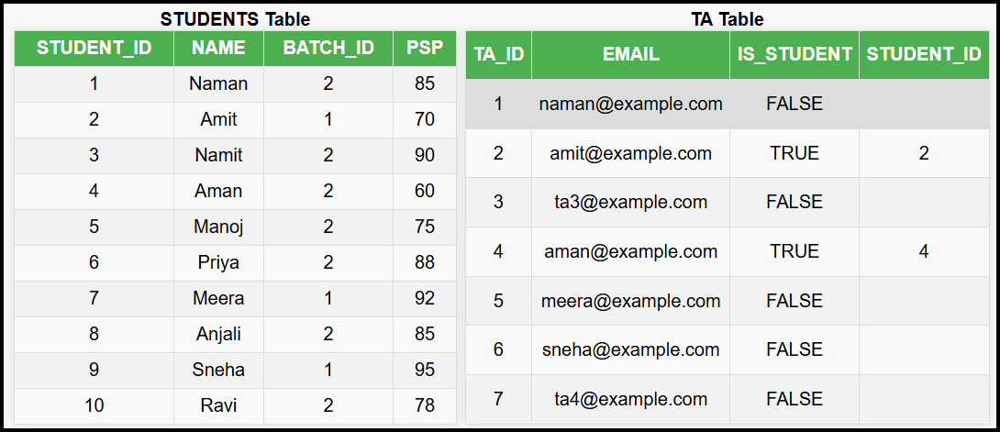 STUDENTS Table
STUDENT_ID NAME BATCH_ID PSP
1 Naman 2 85
2 Amit 1 70
3 Namit 2 90
4 Aman 2 60
5 Manoj 2 75
6 Priya 2 88
7 Meera 1 92
8 Anjali 2 85
9 Sneha 1 95
10 Ravi 2 78
TA Table
TA_ID EMAIL IS_STUDENT STUDENT_ID
1 naman@example.com FALSE
2 amit@example.com TRUE 2
3 ta3@example.com FALSE
4 aman@example.com TRUE 4
5 meera@example.com FALSE
6 sneha@example.com FALSE
7 ta4@example.com FALSE